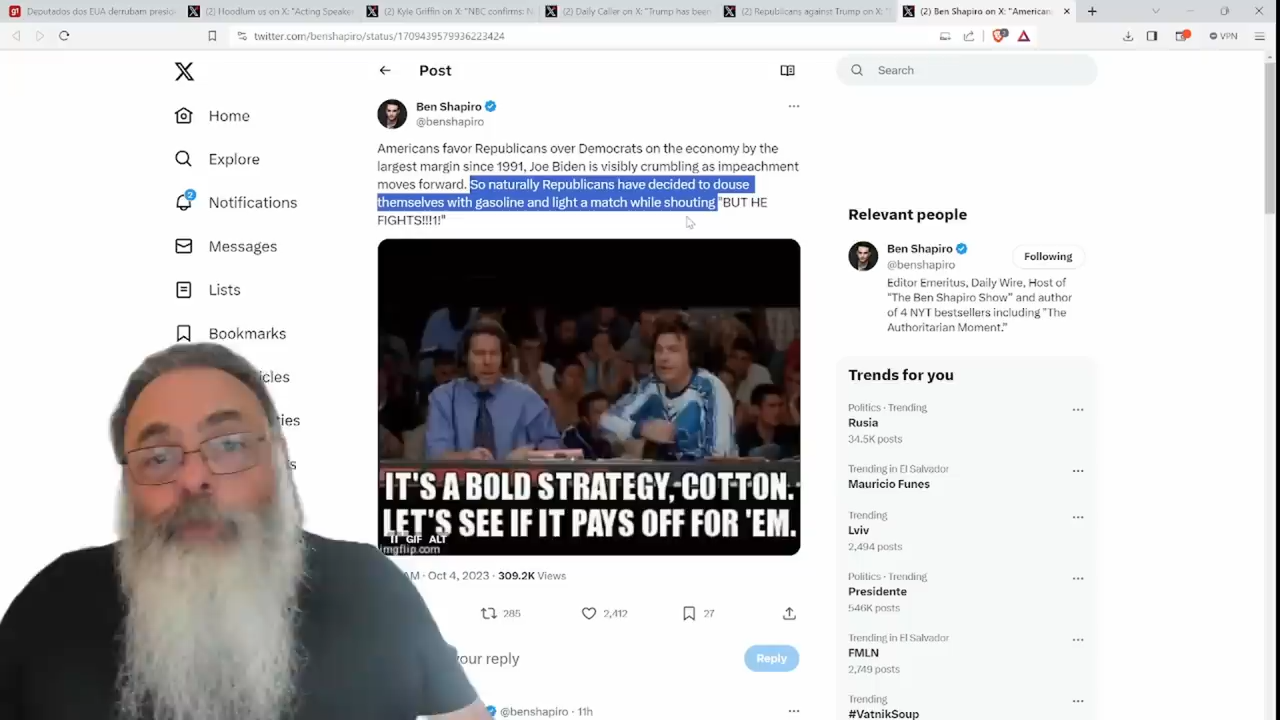 Deputados dos EUA derrubam presid
(2) Hoodlum us on X: "Acting Speake
(2) Kyle Griffin on X: "NBC confirms: N
(2) Daily Caller on X: "Trump has been
(2) Republicans against Trump on X: "
(2) Ben Shapiro on X: "American
twitter.com/benshapiro/status/1709439579936223424
VPN
Home
Explore
2
Notifications
Messages
Lists
Bookmarks
Post
Ben Shapiro
@benshapiro
Americans favor Republicans over Democrats on the economy by the
largest margin since 1991, Joe Biden is visibly crumbling as impeachment
moves forward. So naturally Republicans have decided to douse
themselves with gasoline and light a match while shouting "BUT HE
FIGHTS!!!1!"
IT'S A BOLD STRATEGY, COTTON.
LET'S SEE IF IT PAYS OFF FOR 'EM.
GIF ALT
imgflip.com
AM · Oct 4, 2023 · 309.2K Views
285
2,412
27
your reply
Reply
@benshapiro · 11h
Search
Relevant people
Ben Shapiro
@benshapiro
Following
Editor Emeritus, Daily Wire, Host of
"The Ben Shapiro Show" and author
of 4 NYT bestsellers including "The
Authoritarian Moment."
Trends for you
Politics · Trending
Rusia
34.5K posts
Trending in El Salvador
Mauricio Funes
Trending
Lviv
2,494 posts
Politics · Trending
Presidente
546K posts
Trending in El Salvador
FMLN
2,749 posts
Trending
#VatnikSoup